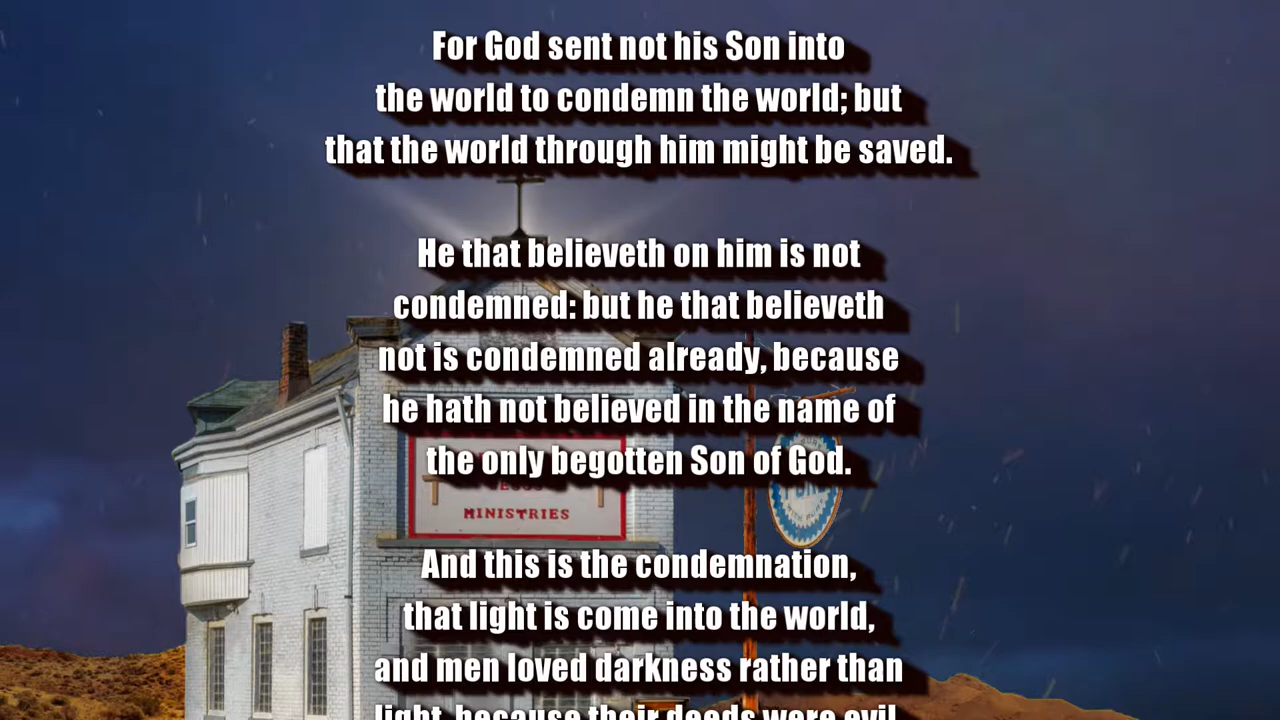 For God sent not his Son into
the world to condemn the world; but
that the world through him might be saved.
He that believeth on him is not
condemned: but he that believeth
not is condemned already, because
he hath not believed in the name of
the only begotten Son of God.
MINISTRIES
And this is the condemnation,
that light is come into the world,
and men loved darkness rather than
light, because their deeds were evil